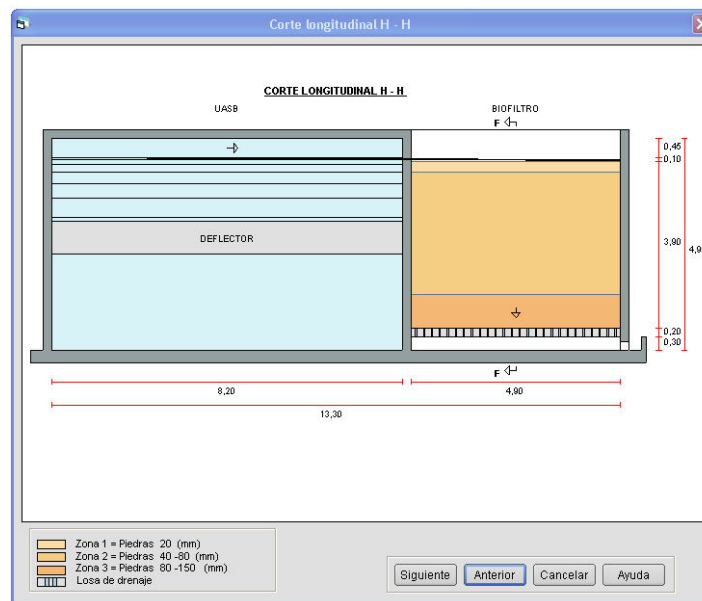 Corte longitudinal H - H
CORTE LONGITUDINAL H - H
UASB
BIOFILTRO
F
0,45
0,10
DEFLECTOR
3,90
4,9
0,20
0,30
F
8,20
4,90
13,30
Zona 1 = Piedras 20 (mm)
Zona 2 = Piedras 40 -80 (mm)
Zona 3 = Piedras 80 -150 (mm)
Losa de drenaje
Siguiente
Anterior
Cancelar
Ayuda